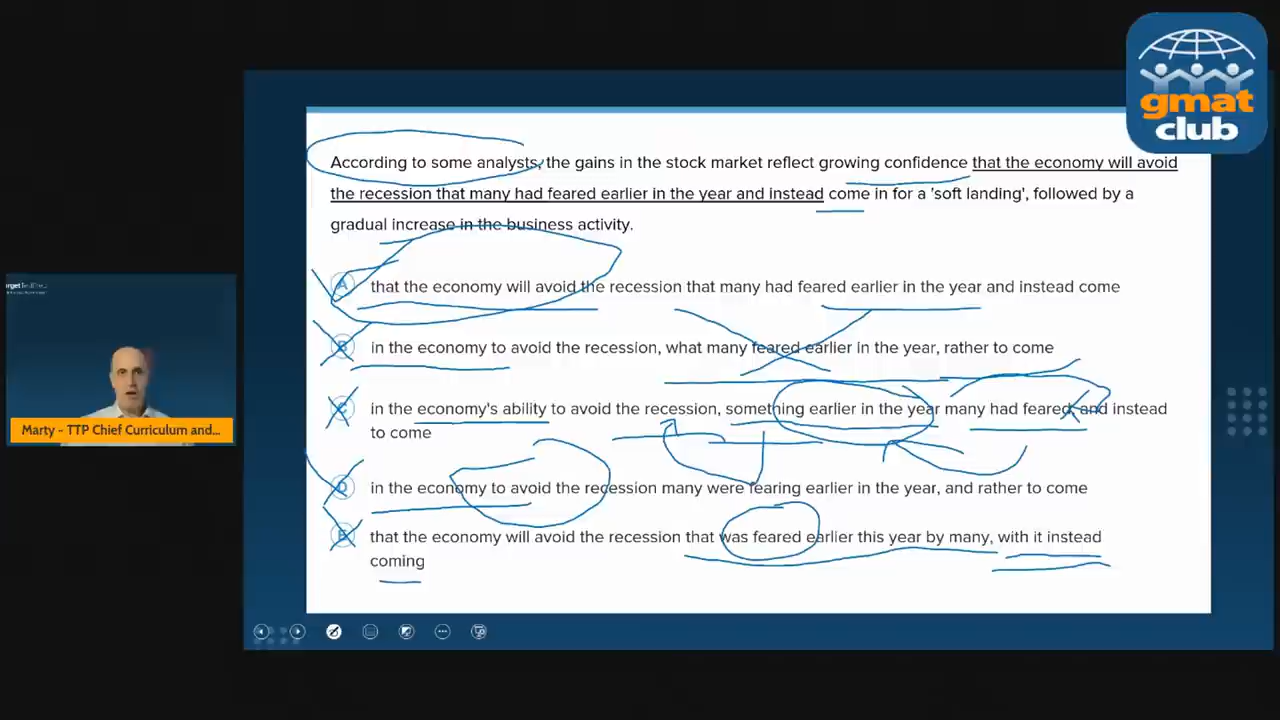 gmat
club
According to some analysts, the gains in the stock market reflect growing confidence that the economy will avoid
the recession that many had feared earlier in the year and instead come in for a 'soft landing', followed by a
gradual increase in the business activity.
A that the economy will avoid the recession that many had feared earlier in the year and instead come
B in the economy to avoid the recession, what many feared earlier in the year, rather to come
C in the economy's ability to avoid the recession, something earlier in the year many had feared, and instead
to come
D in the economy to avoid the recession many were fearing earlier in the year, and rather to come
E that the economy will avoid the recession that was feared earlier this year by many, with it instead
coming
Marty - TTP Chief Curriculum and...